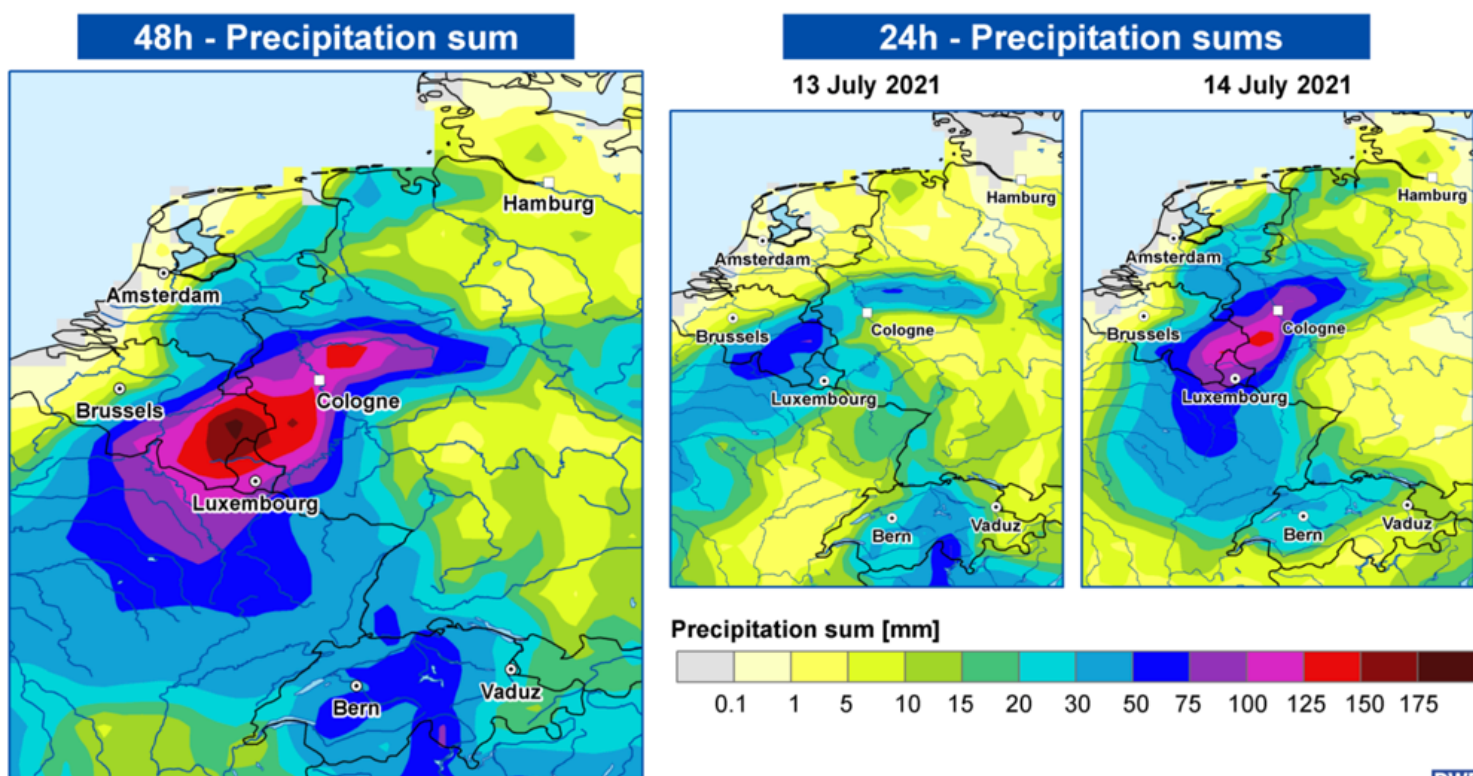 48h - Precipitation sum
24h - Precipitation sums
13 July 2021
14 July 2021
Hamburg
Amsterdam
Brussels
Cologne
Luxembourg
Bern
Vaduz
Hamburg
Amsterdam
Brussels
Cologne
Luxembourg
Bern
Vaduz
Hamburg
Amsterdam
Brussels
Cologne
Luxembourg
Bern
Vaduz
Precipitation sum [mm]
0.1 1 5 10 15 20 30 50 75 100 125 150 175